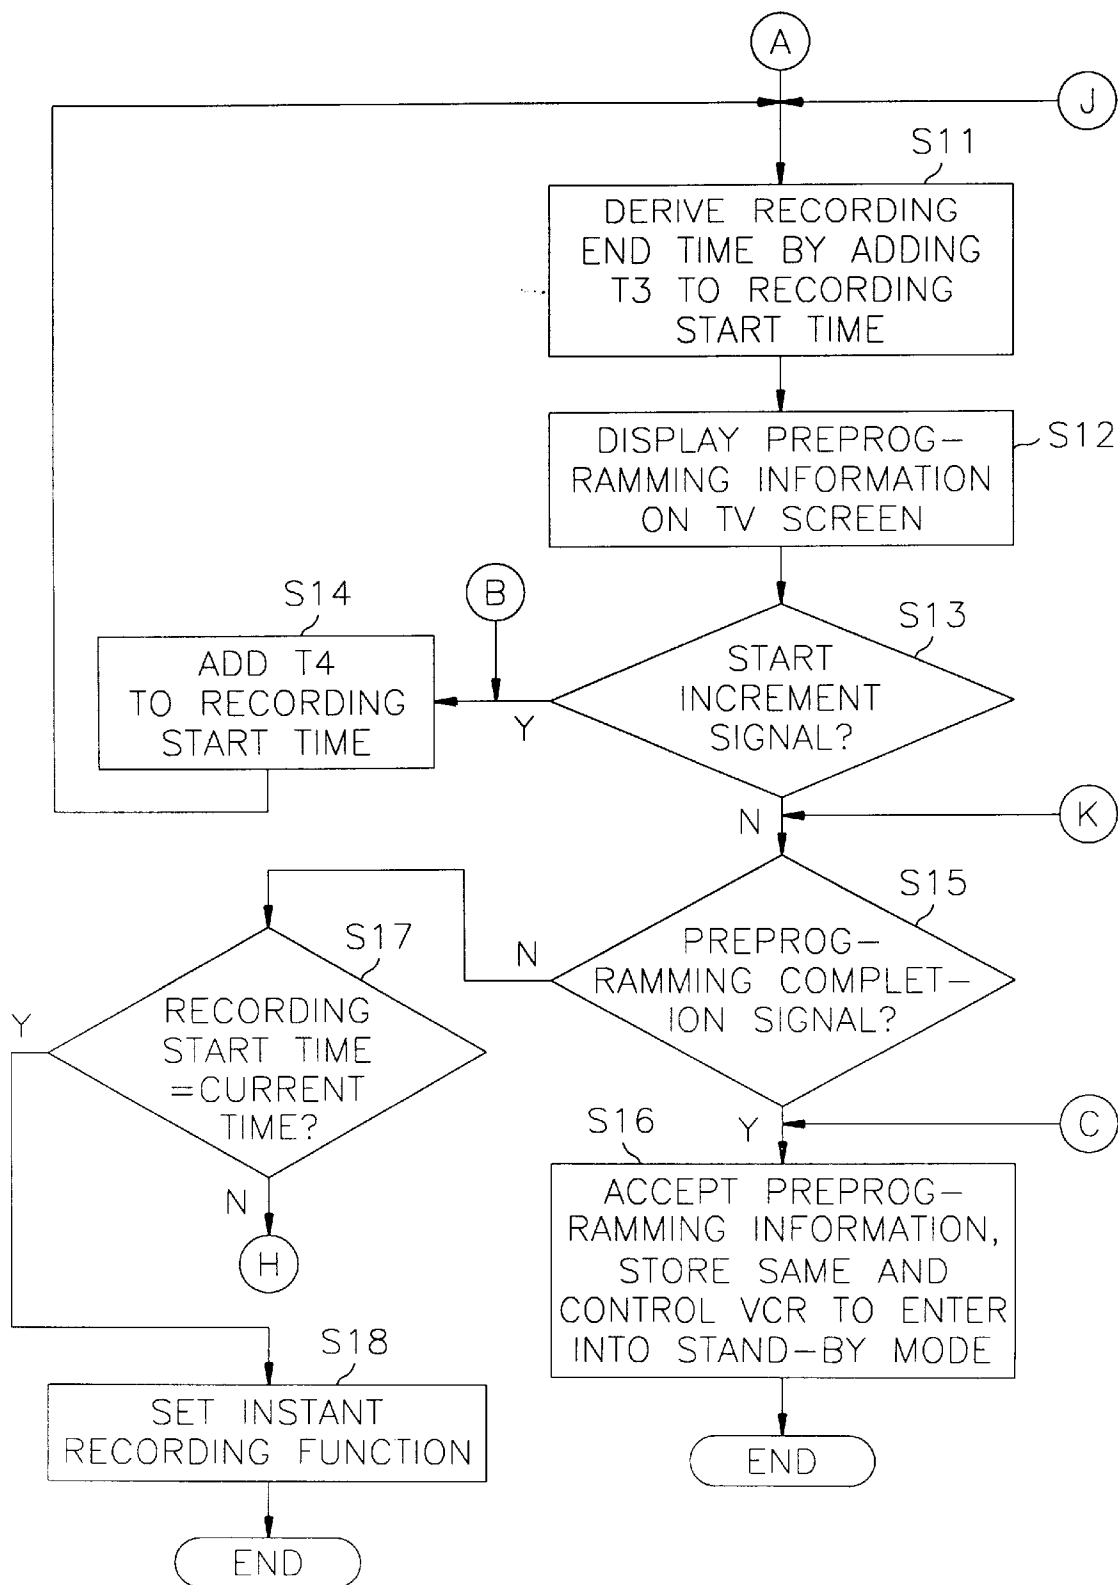 A
J
S11
DERIVE RECORDING
END TIME BY ADDING
T3 TO RECORDING
START TIME
S12
DISPLAY PREPROG-
RAMMING INFORMATION
ON TV SCREEN
B
S14
ADD T4
TO RECORDING
START TIME
S13
START
INCREMENT
SIGNAL?
Y
N
K
S15
PREPROG-
RAMMING COMPLET-
ION SIGNAL?
N
S17
RECORDING
START TIME
=CURRENT
TIME?
Y
N
H
Y
C
S16
ACCEPT PREPROG-
RAMMING INFORMATION,
STORE SAME AND
CONTROL VCR TO ENTER
INTO STAND-BY MODE
S18
SET INSTANT
RECORDING FUNCTION
END
END